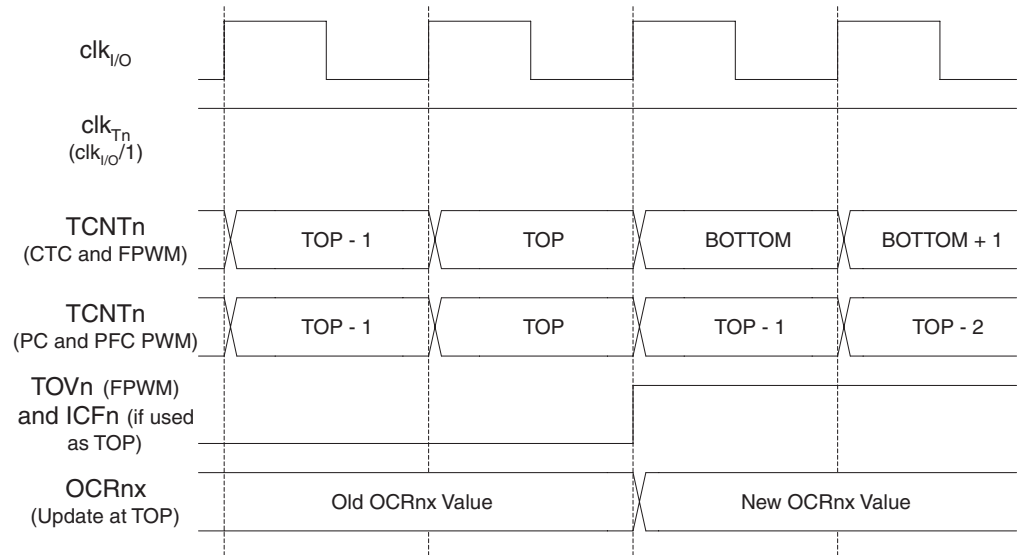 clkI/O
clkTn
(clkI/O/1)
TCNTn
(CTC and FPWM)
TOP - 1
TOP
BOTTOM
BOTTOM + 1
TCNTn
(PC and PFC PWM)
TOP - 1
TOP
TOP - 1
TOP - 2
TOVn (FPWM)
and ICFn (if used
as TOP)
OCRnx
(Update at TOP)
Old OCRnx Value
New OCRnx Value